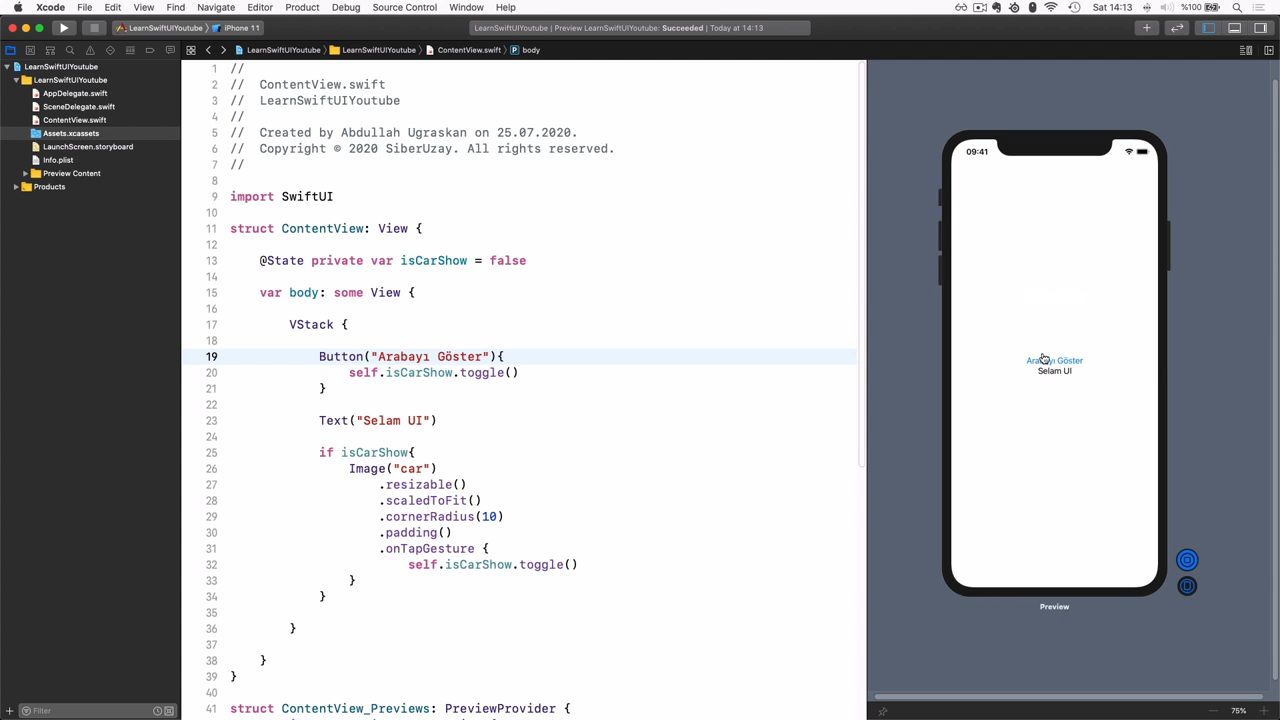 Xcode File Edit View Find Navigate Editor Product Debug Source Control Window Help Sat 14:13 %100
LearnSwiftUIYoutube iPhone 11 LearnSwiftUIYoutube | Preview LearnSwiftUIYoutube: Succeeded | Today at 14:13
LearnSwiftUIYoutube LearnSwiftUIYoutube ContentView.swift body
LearnSwiftUIYoutube
LearnSwiftUIYoutube
AppDelegate.swift
SceneDelegate.swift
ContentView.swift
Assets.xcassets
LaunchScreen.storyboard
Info.plist
Preview Content
Products
Filter
1 //
2 // ContentView.swift
3 // LearnSwiftUIYoutube
4 //
5 // Created by Abdullah Ugraskan on 25.07.2020.
6 // Copyright © 2020 SiberUzay. All rights reserved.
7 //
8
9 import SwiftUI
10
11 struct ContentView: View {
12
13 @State private var isCarShow = false
14
15 var body: some View {
16
17 VStack {
18
19 Button("Arabayı Göster"){
20 self.isCarShow.toggle()
21 }
22
23 Text("Selam UI")
24
25 if isCarShow{
26 Image("car")
27 .resizable()
28 .scaledToFit()
29 .cornerRadius(10)
30 .padding()
31 .onTapGesture {
32 self.isCarShow.toggle()
33 }
34 }
35
36 }
37
38 }
39 }
40
41 struct ContentView_Previews: PreviewProvider {
09:41
Arabayı Göster
Selam UI
Preview
75%